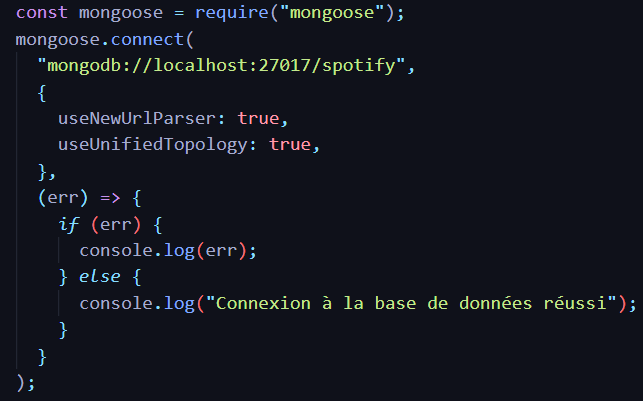 const mongoose = require("mongoose");
mongoose.connect(
  "mongodb://localhost:27017/spotify",
  {
    useNewUrlParser: true,
    useUnifiedTopology: true,
  },
  (err) => {
    if (err) {
      console.log(err);
    } else {
      console.log("Connexion à la base de données réussi");
    }
  }
);